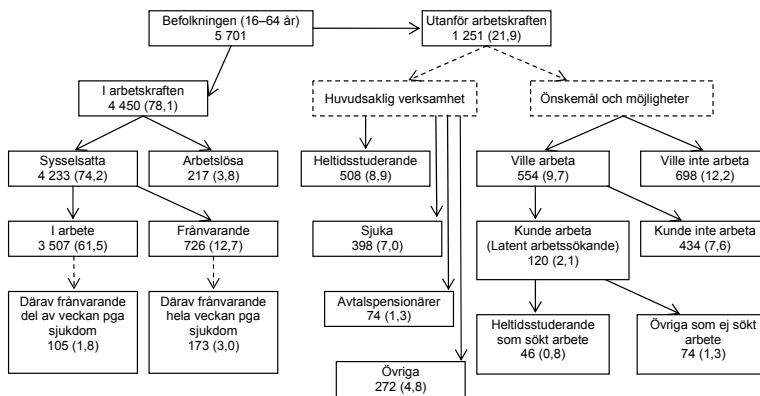 Befolkningen (16–64 år)
5 701
Utanför arbetskraften
1 251 (21,9)
I arbetskraften
4 450 (78,1)
Huvudsaklig verksamhet
Önskemål och möjligheter
Sysselsatta
4 233 (74,2)
Arbetslösa
217 (3,8)
Heltidsstuderande
508 (8,9)
Ville arbeta
554 (9,7)
Ville inte arbeta
698 (12,2)
I arbete
3 507 (61,5)
Frånvarande
726 (12,7)
Sjuka
398 (7,0)
Kunde arbeta
(Latent arbetssökande)
120 (2,1)
Kunde inte arbeta
434 (7,6)
Därav frånvarande
del av veckan pga
sjukdom
105 (1,8)
Därav frånvarande
hela veckan pga
sjukdom
173 (3,0)
Avtalspensionärer
74 (1,3)
Heltidsstuderande
som sökt arbete
46 (0,8)
Övriga som ej sökt
arbete
74 (1,3)
Övriga
272 (4,8)